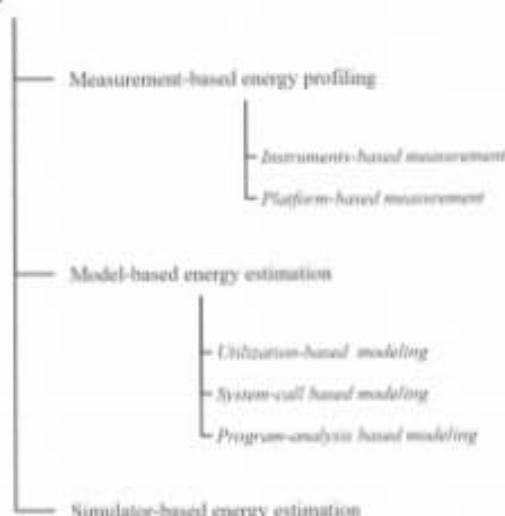 Measurement-based energy profiling
Instruments-based measurement
Platform-based measurement
Model-based energy estimation
Utilization-based modeling
System-call based modeling
Program-analysis based modeling
Simulator-based energy estimation